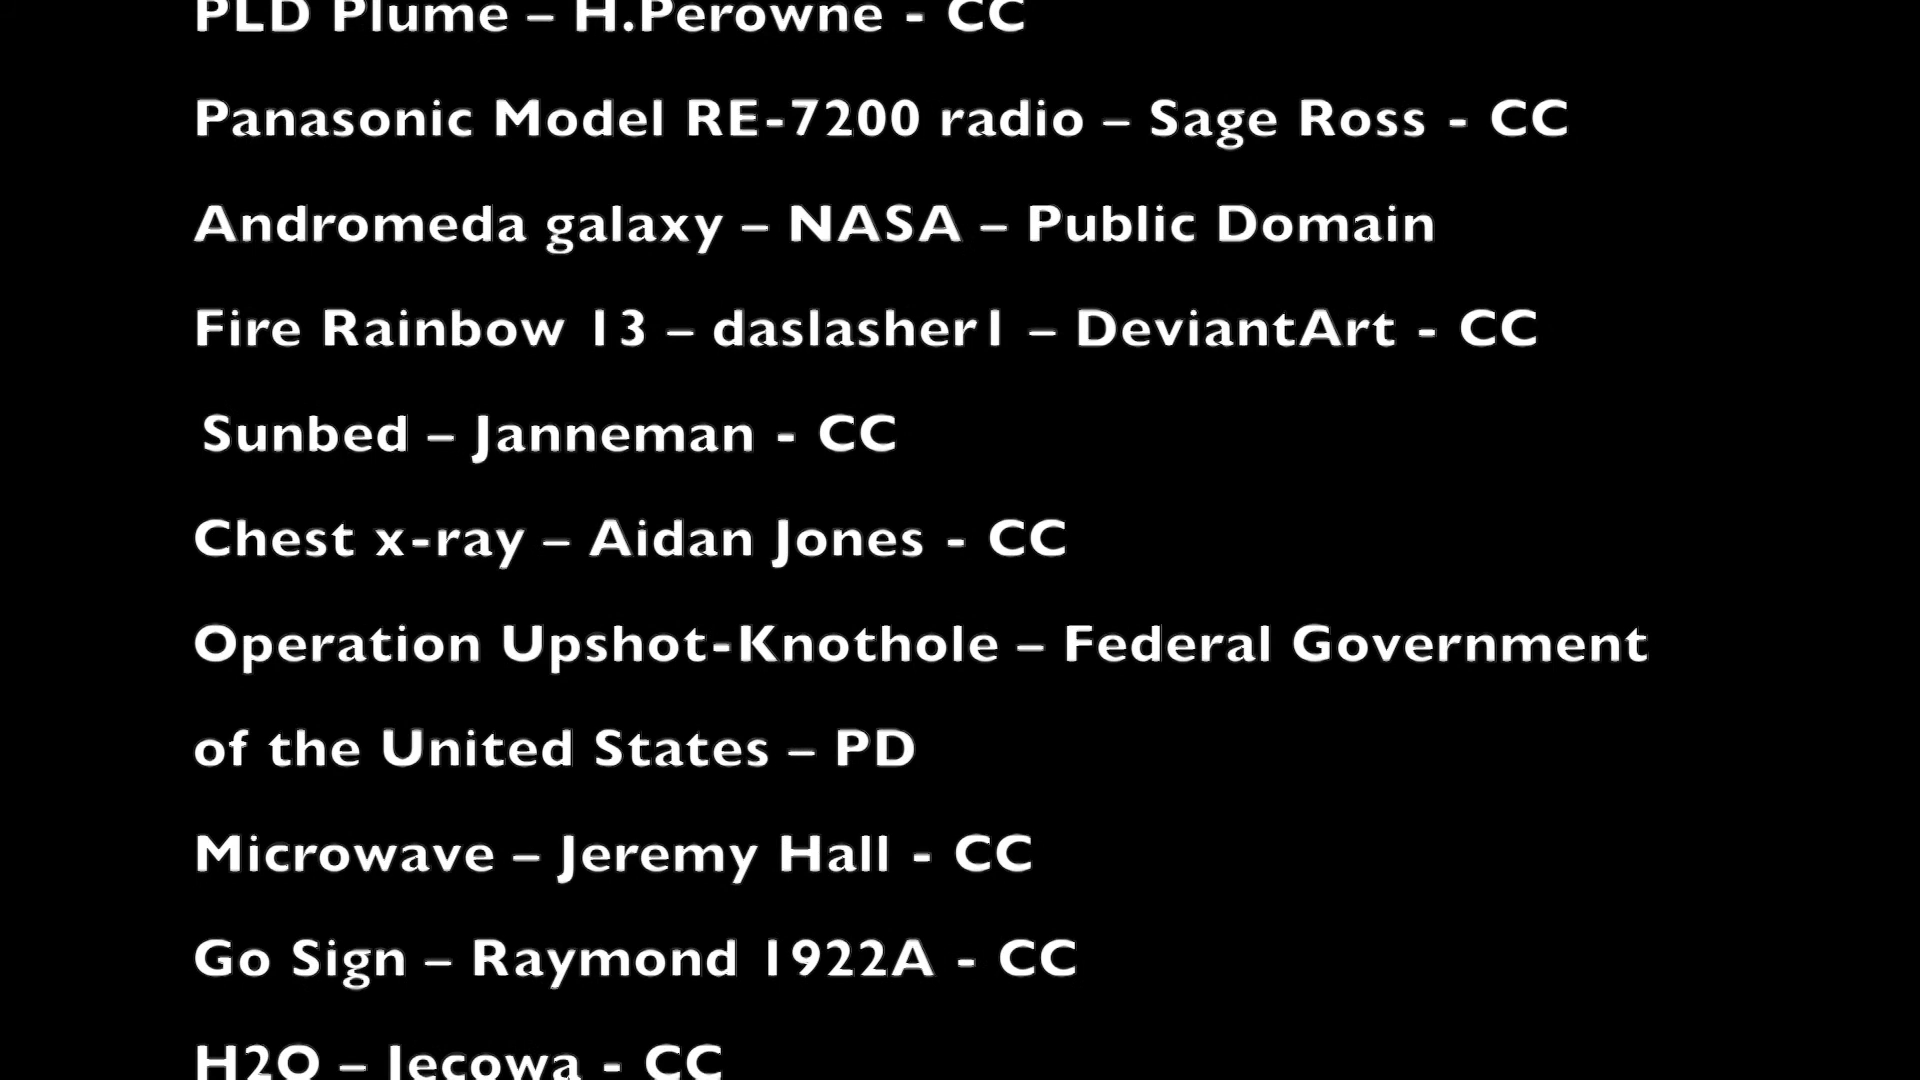 PLD Plume – H.Perowne - CC
Panasonic Model RE-7200 radio – Sage Ross - CC
Andromeda galaxy – NASA – Public Domain
Fire Rainbow 13 – daslasher1 – DeviantArt - CC
Sunbed – Janneman - CC
Chest x-ray – Aidan Jones - CC
Operation Upshot-Knothole – Federal Government
of the United States – PD
Microwave – Jeremy Hall - CC
Go Sign – Raymond 1922A - CC
H2O – - CC